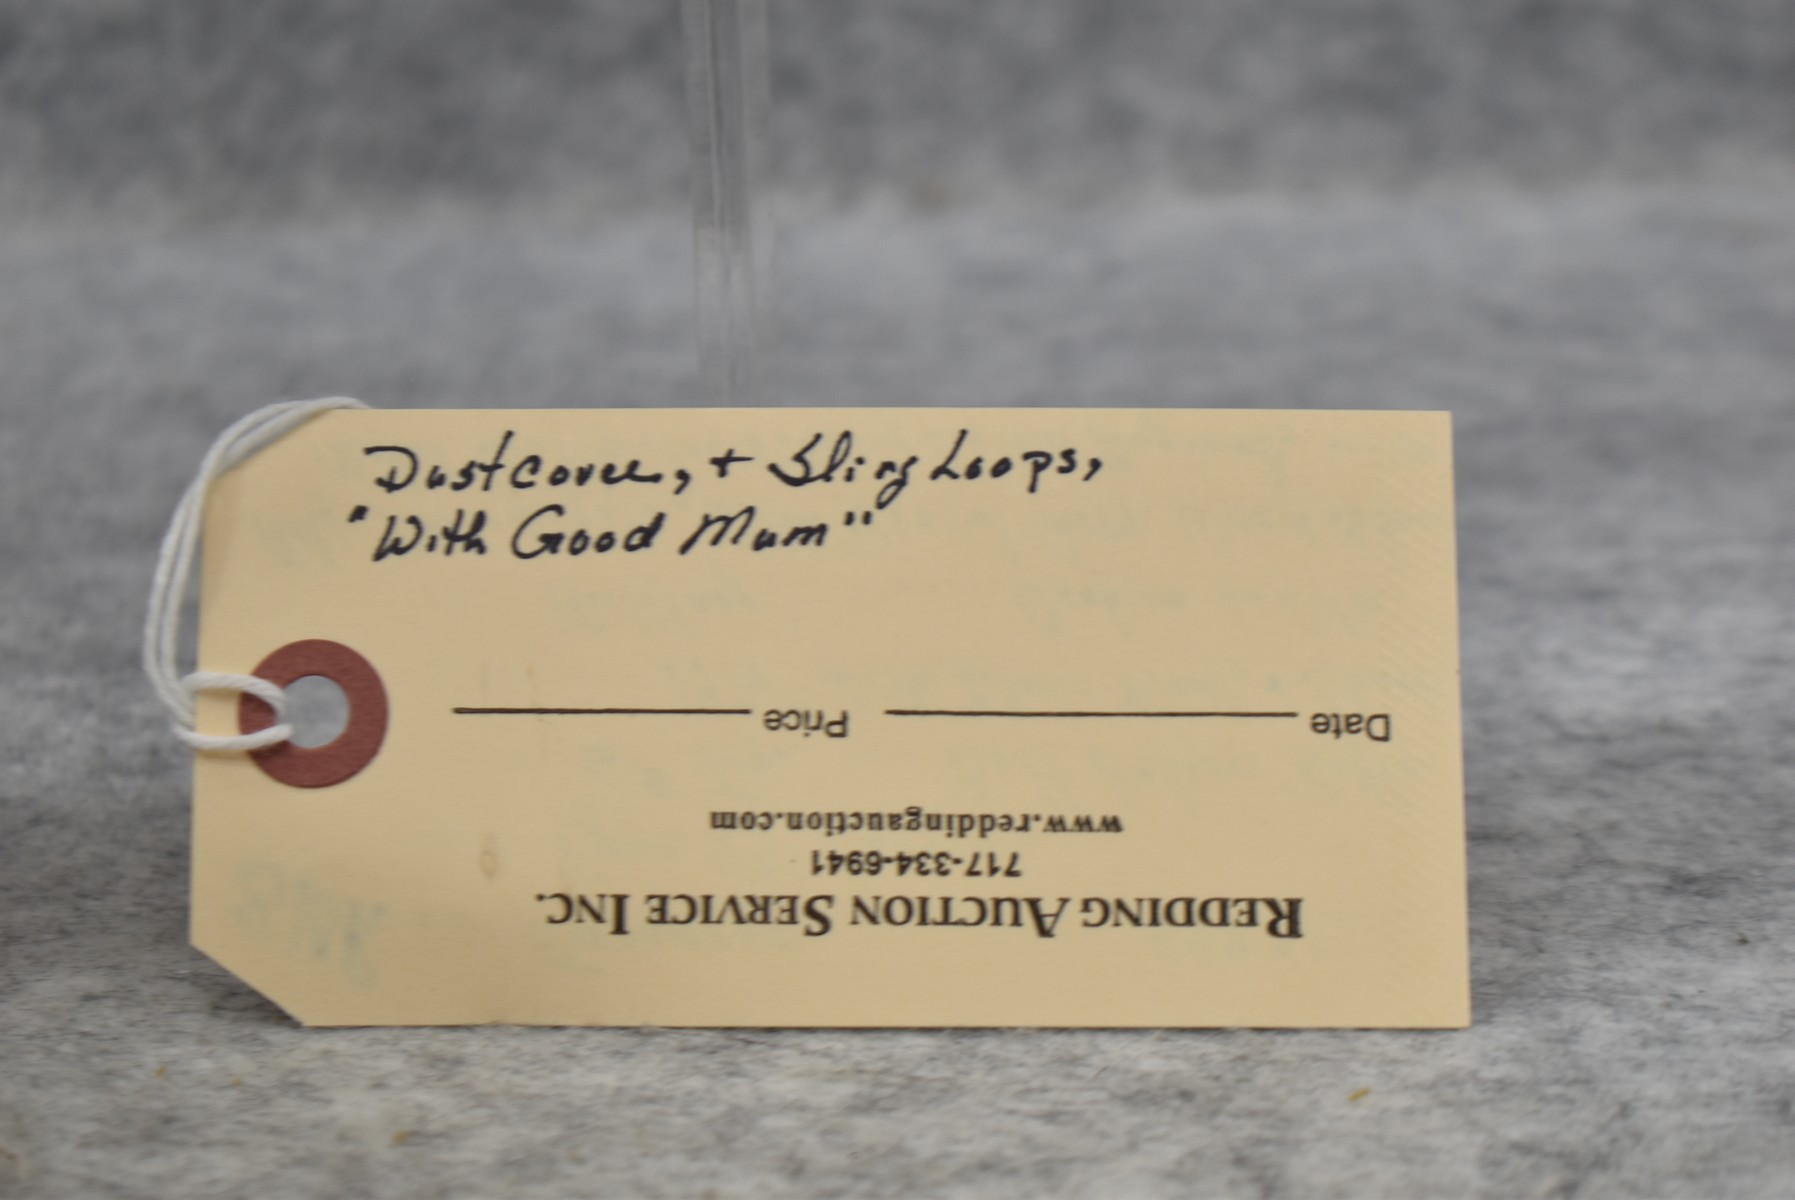 Dustcover, + Sling Loops,
"With Good Mum"
Date Price
www.reddingauction.com
717-334-6941
REDDING AUCTION SERVICE INC.